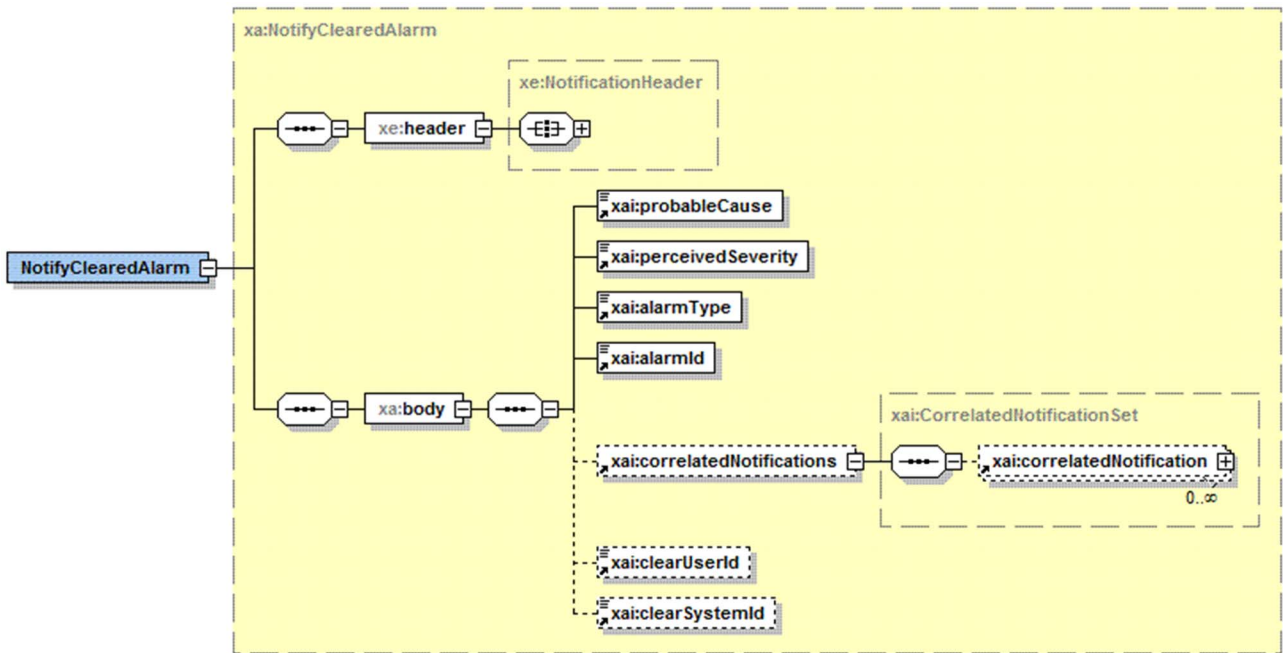 xa:NotifyClearedAlarm
xe:NotificationHeader
xe:header
xai:probableCause
xai:perceivedSeverity
NotifyClearedAlarm
xai:alarmType
xai:alarmId
xa:body
xai:CorrelatedNotificationSet
xai:correlatedNotifications
xai:correlatedNotification
0..∞
xai:clearUserId
xai:clearSystemId